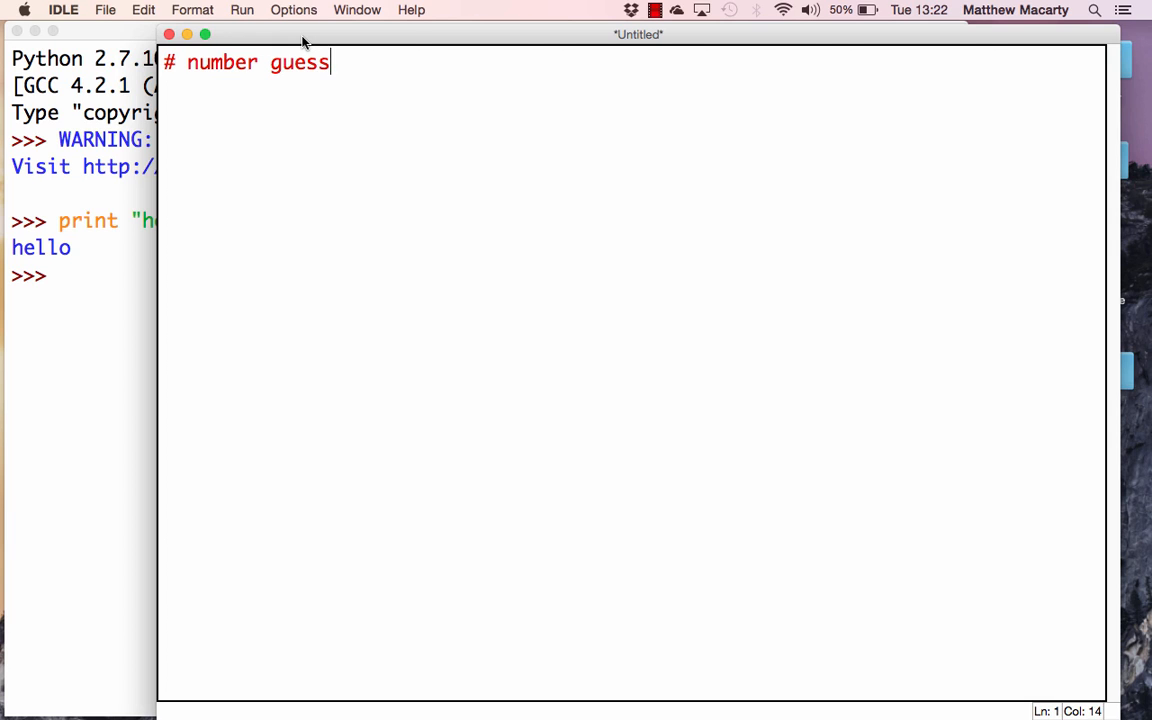 IDLE File Edit Format Run Options Window Help 50% Tue 13:22 Matthew Macarty
*Untitled*
Python 2.7.10
[GCC 4.2.1 (
Type "copyri
>>> WARNING:
Visit http:/
>>> print "h
hello
>>>
# number guess
Ln: 1 Col: 14